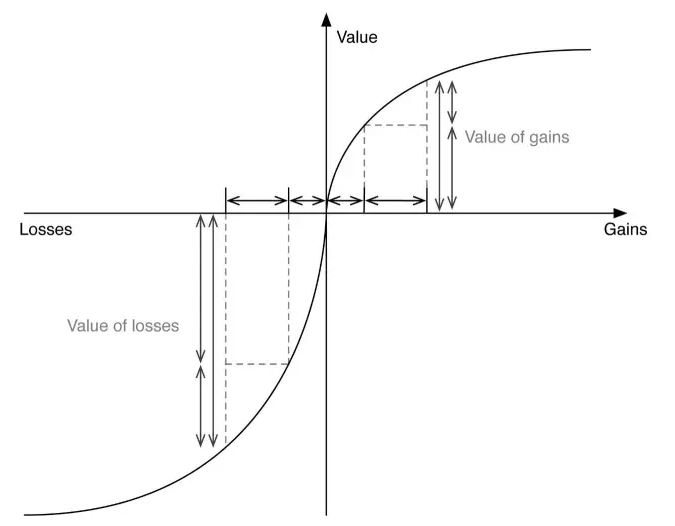 Value
Value of gains
Losses
Gains
Value of losses